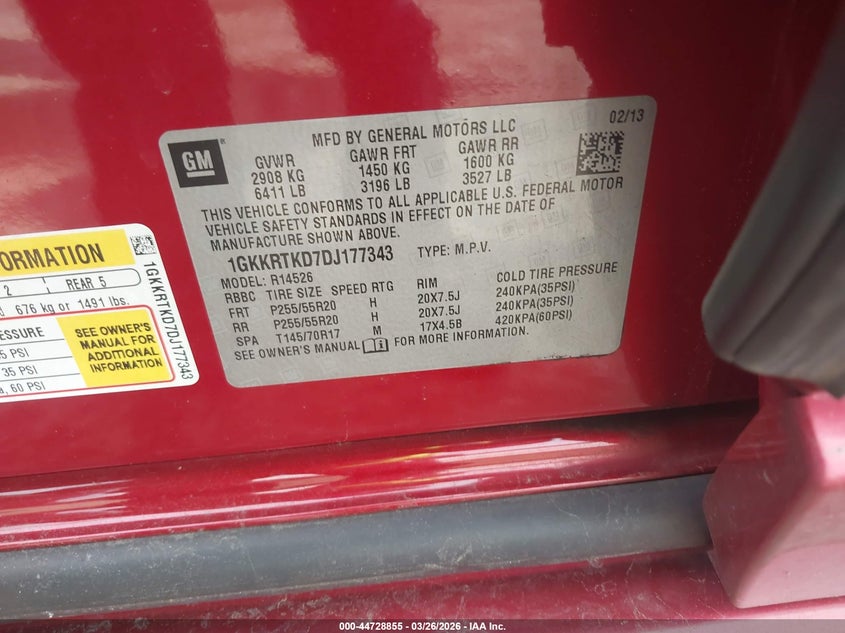 MFD BY GENERAL MOTORS LLC
02/13
GM
GVWR GAWR FRT GAWR RR
2908 KG 1450 KG 1600 KG
6411 LB 3196 LB 3527 LB
THIS VEHICLE CONFORMS TO ALL APPLICABLE U.S. FEDERAL MOTOR
VEHICLE SAFETY STANDARDS IN EFFECT ON THE DATE OF
MANUFACTURE SHOWN ABOVE.
1GKKRTKD7DJ177343 TYPE: M.P.V.
MODEL: R14526
RBBC TIRE SIZE SPEED RTG RIM COLD TIRE PRESSURE
FRT P255/55R20 H 20X7.5J 240KPA(35PSI)
RR P255/55R20 H 20X7.5J 240KPA(35PSI)
SPA T145/70R17 M 17X4.5B 420KPA(60PSI)
SEE OWNER'S MANUAL FOR MORE INFORMATION.
ORMATION
2 REAR 5
676 kg or 1491 lbs.
SEE OWNER'S
MANUAL FOR
ADDITIONAL
INFORMATION
5 PSI
35 PSI
60 PSI
1GKKRTKD7DJ177343
000-44728855 — 03/26/2026 — IAA Inc.